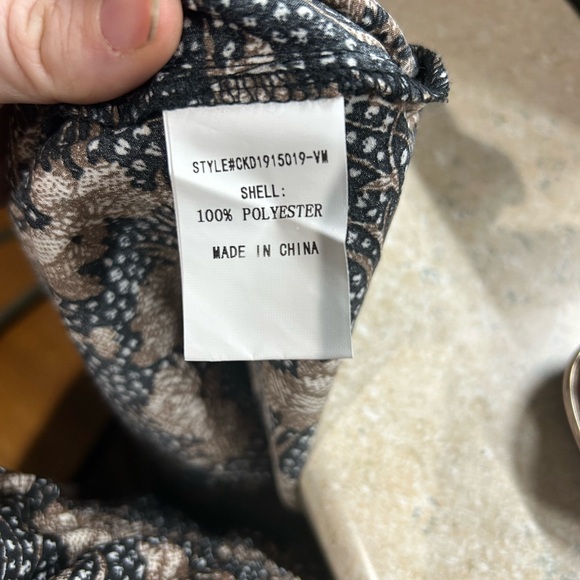 STYLE#CKD1915019-VM
SHELL:
100% POLYESTER
MADE IN CHINA